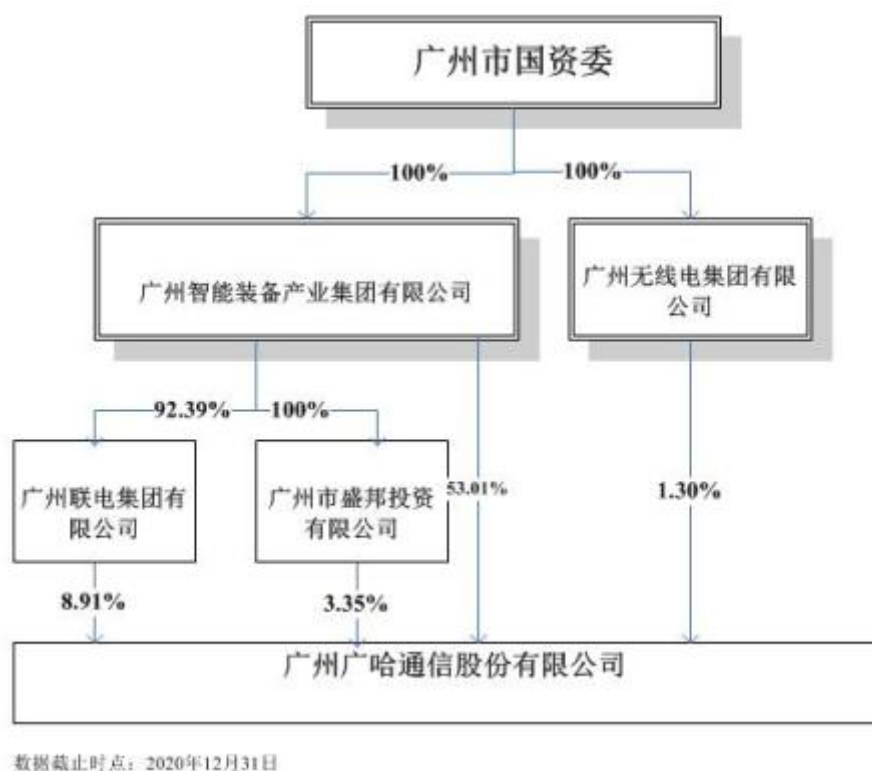 广州市国资委
100%
100%
广州智能装备产业集团有限公司
广州无线电集团有限
公司
92.39%
100%
广州联电集团有
限公司
广州市盛邦投资
有限公司
53.01%
1.30%
8.91%
3.35%
广州广哈通信股份有限公司
数据截止时点：2020年12月31日